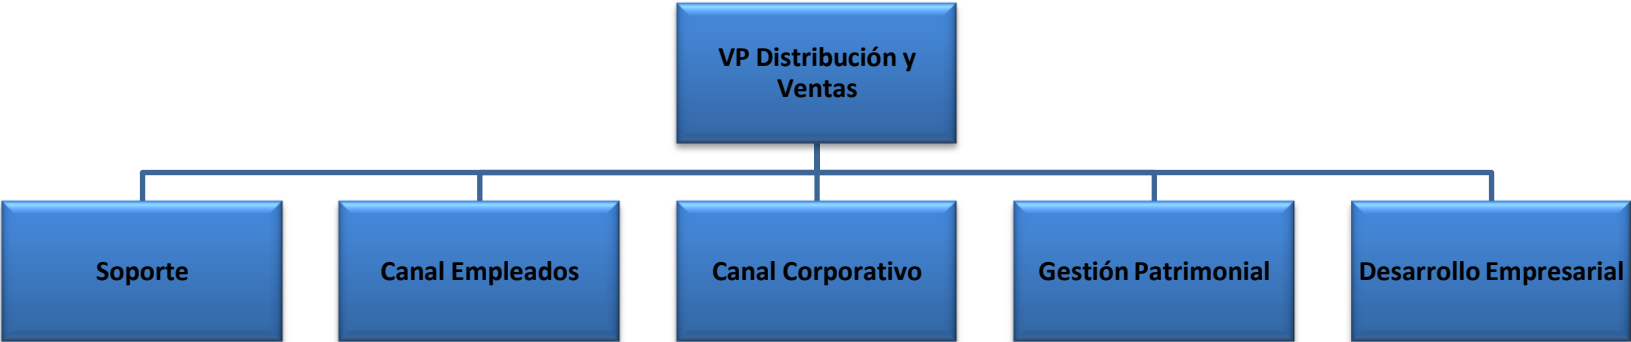 VP Distribución y
Ventas
Soporte
Canal Empleados
Canal Corporativo
Gestión Patrimonial
Desarrollo Empresarial